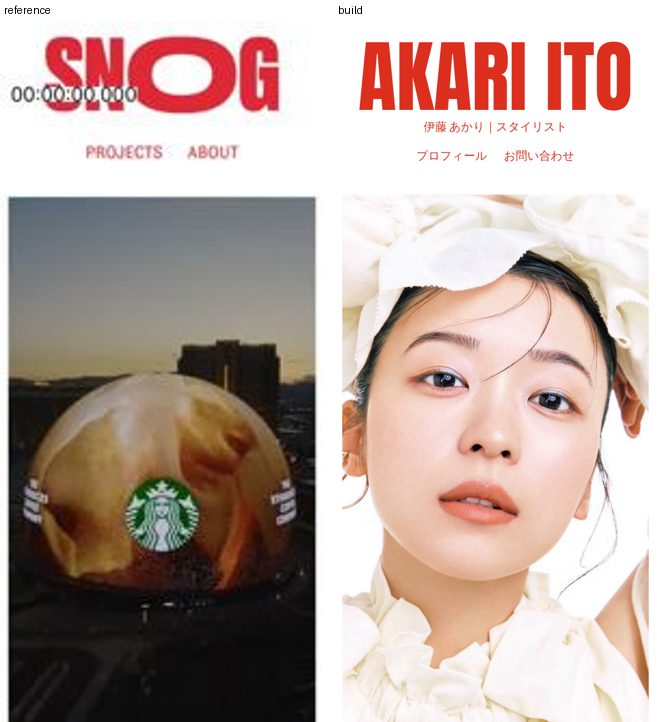 reference
build
SNOG
00:00:00.000
PROJECTS ABOUT
AKARI ITO
伊藤 あかり | スタイリスト
プロフィール お問い合わせ